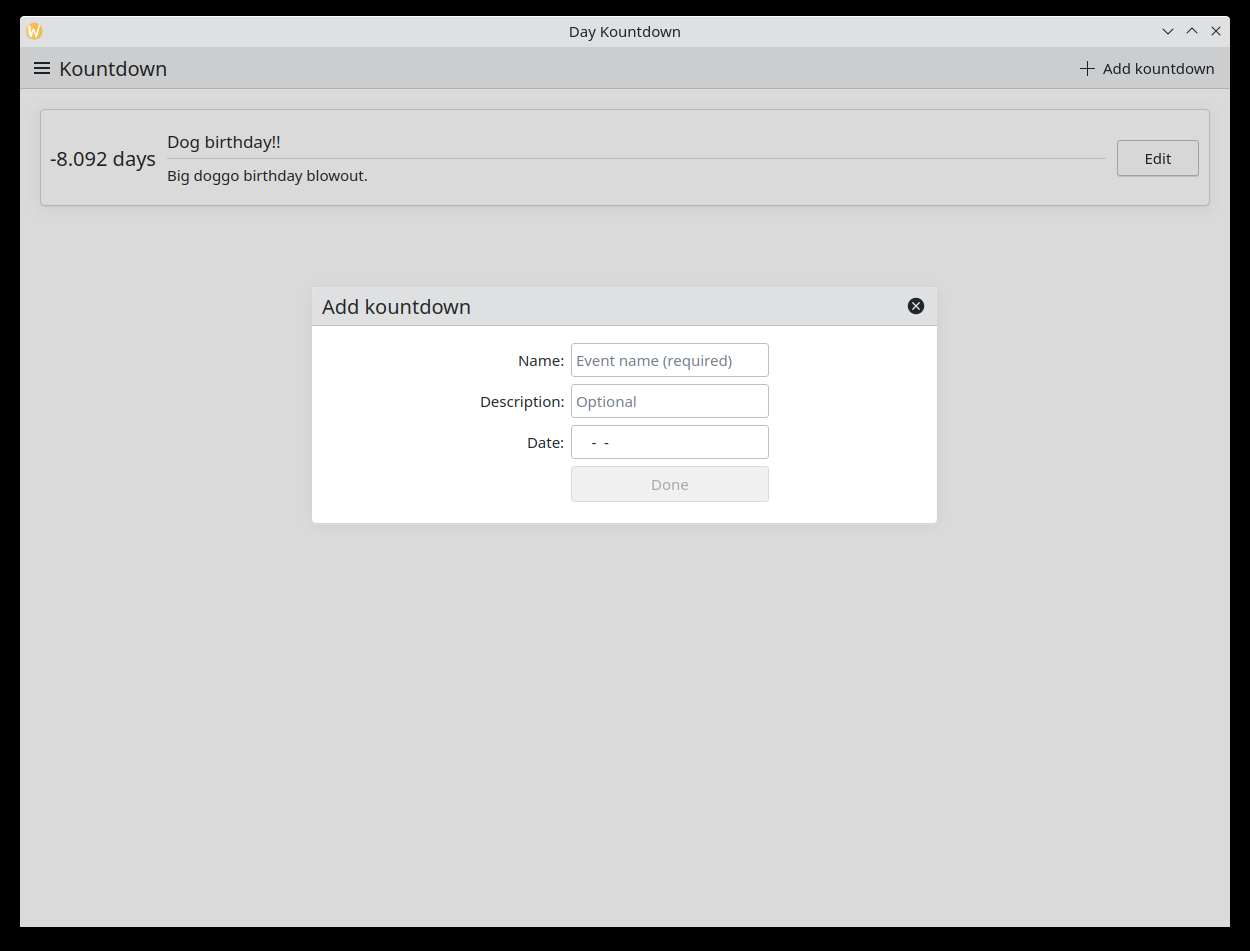 Day Kountdown
Kountdown
Add kountdown
-8.092 days
Dog birthday!!
Big doggo birthday blowout.
Edit
Add kountdown
Name: Event name (required)
Description: Optional
Date: - -
Done